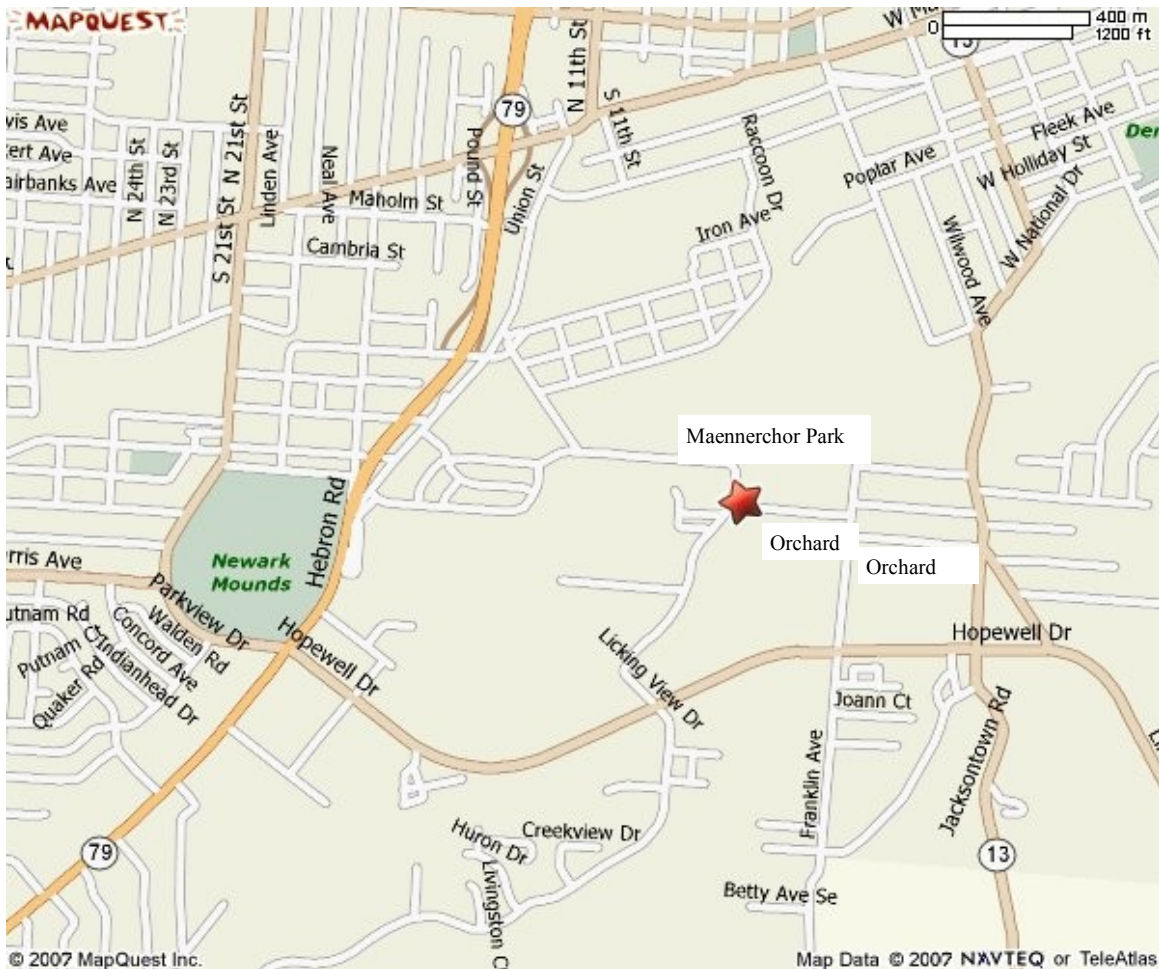 MAPQUEST
400 m
0
1200 ft
13
79
N 11th St
S 11th St
vis Ave
ert Ave
airbanks Ave
N 24th St
N 23rd St
S 21st St N 21st St
Linden Ave
Neal Ave
Maholm St
Cambria St
Pound St
Union St
Raccoon Dr
Iron Ave
Poplar Ave
Fleek Ave
W Holliday St
W National Dr
Wilwood Ave
Der
Maennerchor Park
Orchard
Orchard
Newark
Mounds
Hebron Rd
rris Ave
Parkview Dr
utnam Rd
Putnam Ct
Quaker Rd
Concord Ave
Walden Rd
Indianhead Dr
Hopewell Dr
Hopewell Dr
Licking View Dr
Joann Ct
Franklin Ave
Jacksontown Rd
Huron Dr
Creekview Dr
Livingston C
Betty Ave Se
79
13
© 2007 MapQuest Inc.
Map Data © 2007 NAVTEQ or TeleAtlas